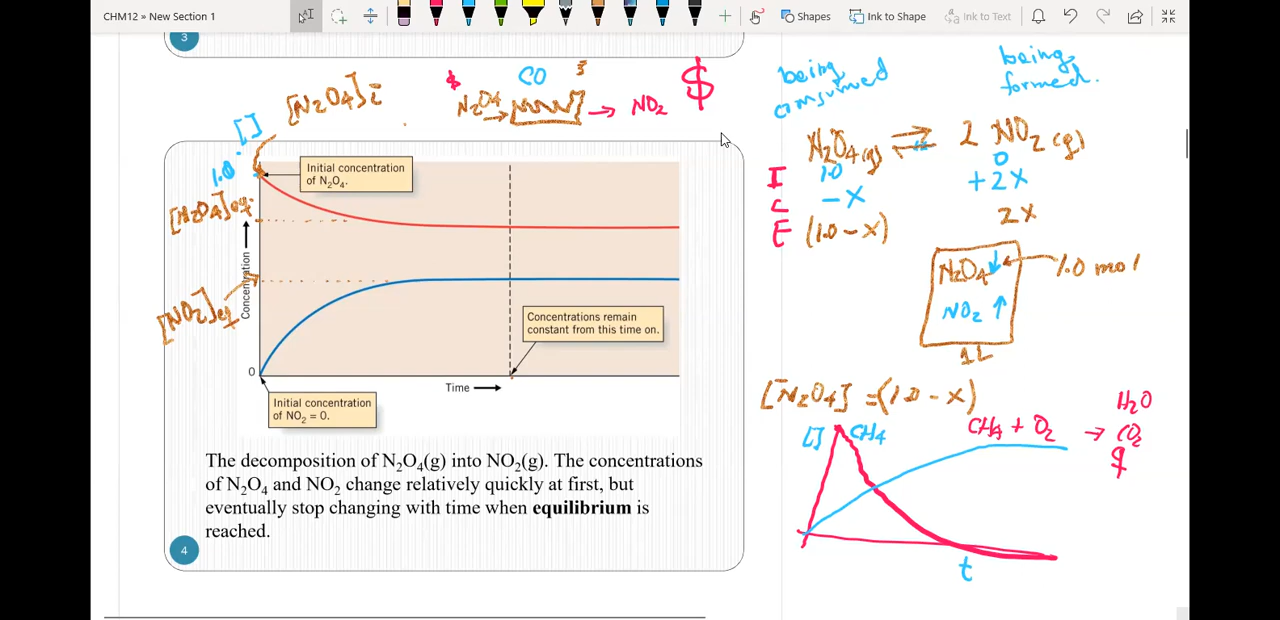 CHM12 » New Section 1
Shapes
Ink to Shape
Ink to Text
3
[N2O4]i
$ CO $
N2O4 → → NO2
being consumed
being formed.
N2O4(g) ⇌ 2 NO2(g)
I 1.0 0
C -x +2x
E (1.0-x) 2x
[ ]
1.0
[N2O4]eq
[NO2]eq
Initial concentration
of N2O4.
Concentration
Concentrations remain
constant from this time on.
0
Time
Initial concentration
of NO2 = 0.
N2O4↓ 1.0 mol
NO2 ↑
1L
[N2O4] = (1.0-x)
[ ] CH4 CH4 + O2 → H2O
CO2
t
The decomposition of N2O4(g) into NO2(g). The concentrations
of N2O4 and NO2 change relatively quickly at first, but
eventually stop changing with time when equilibrium is
reached.
4